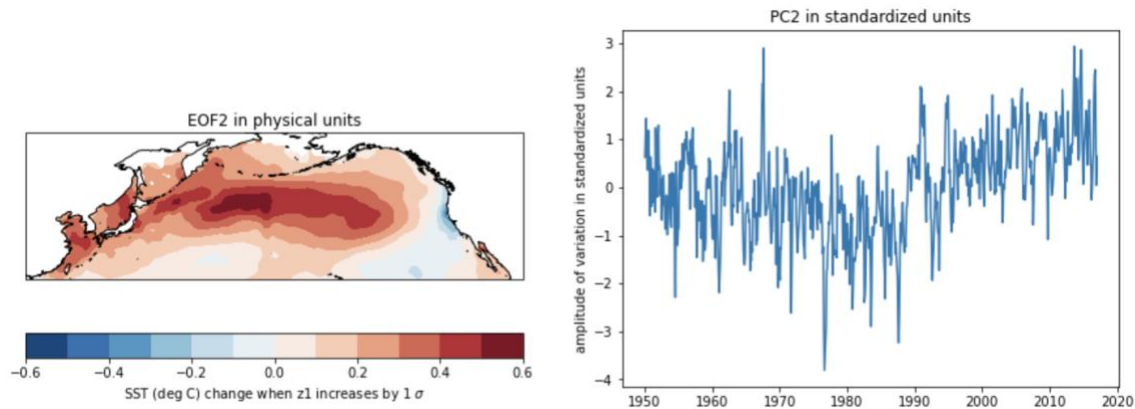 EOF2 in physical units
−0.6 −0.4 −0.2 0.0 0.2 0.4 0.6
SST (deg C) change when z1 increases by 1 σ
PC2 in standardized units
amplitude of variation in standardized units
3
2
1
0
−1
−2
−3
−4
1950 1960 1970 1980 1990 2000 2010 2020